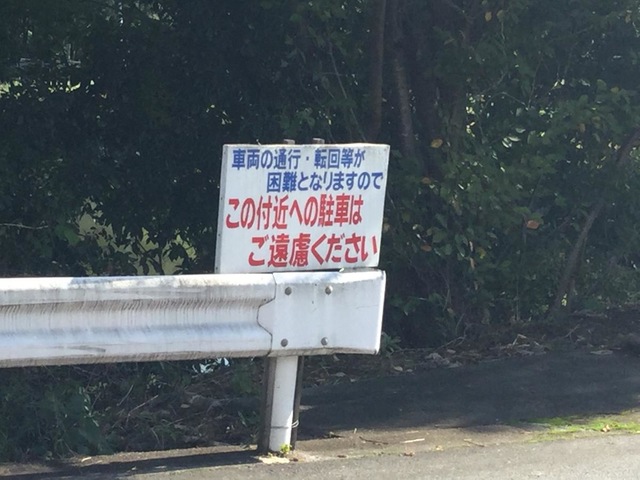 車両の通行・転回等が
困難となりますので
この付近への駐車は
ご遠慮ください